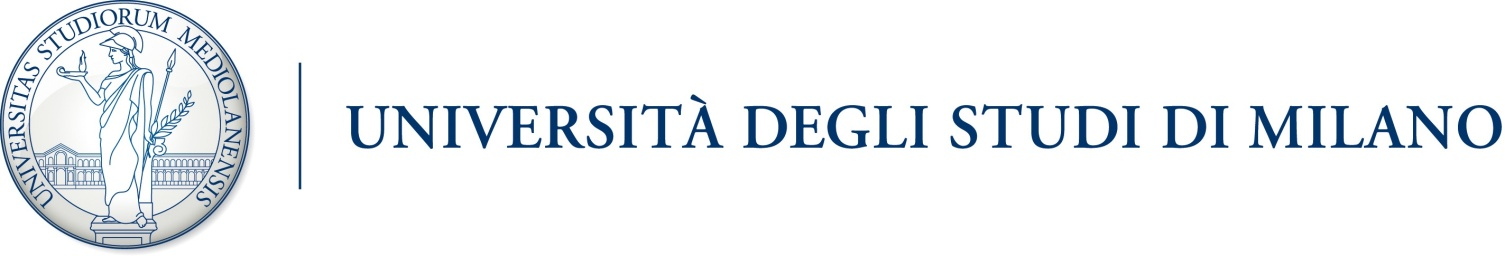 UNIVERSITAS STUDIORUM MEDIOLANENSIS
UNIVERSITÀ DEGLI STUDI DI MILANO